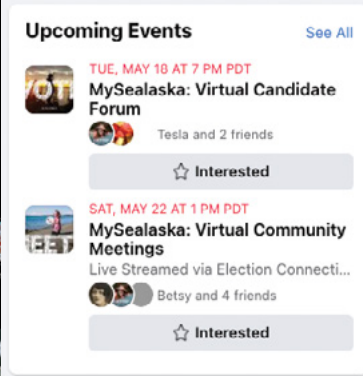 Upcoming Events
See All
TUE, MAY 18 AT 7 PM PDT
MySealaska: Virtual Candidate
Forum
Tesla and 2 friends
Interested
SAT, MAY 22 AT 1 PM PDT
MySealaska: Virtual Community
Meetings
Live Streamed via Election Connecti...
Betsy and 4 friends
Interested